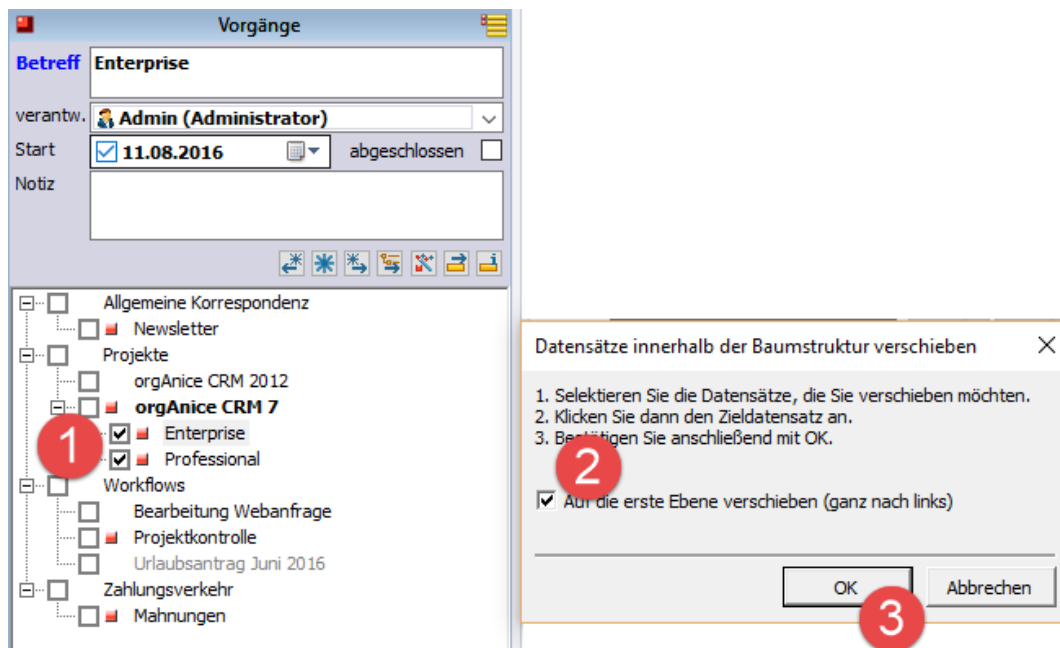 Vorgänge
Betreff Enterprise
verantw. Admin (Administrator)
Start 11.08.2016 abgeschlossen
Notiz
Allgemeine Korrespondenz
Newsletter
Projekte
orgAnice CRM 2012
orgAnice CRM 7
1 Enterprise
Professional
Workflows
Bearbeitung Webanfrage
Projektkontrolle
Urlaubsantrag Juni 2016
Zahlungsverkehr
Mahnungen
Datensätze innerhalb der Baumstruktur verschieben
1. Selektieren Sie die Datensätze, die Sie verschieben möchten.
2. Klicken Sie dann den Zieldatensatz an.
3. Bestätigen Sie anschließend mit OK.
2
Auf die erste Ebene verschieben (ganz nach links)
OK Abbrechen
3